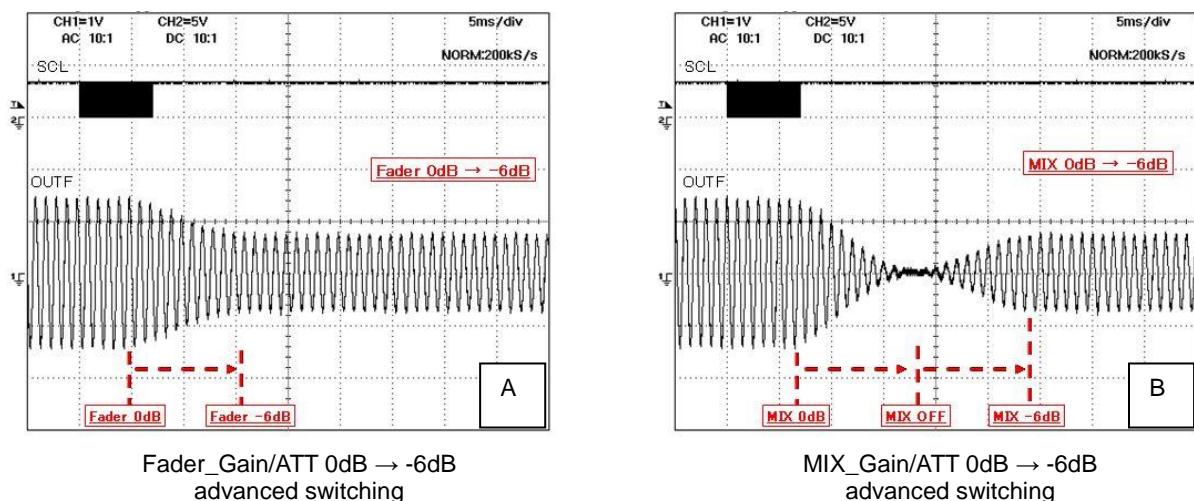 CH1=1V CH2=5V 5ms/div
AC 10:1 DC 10:1
NORM:200kS/s
SCL
Fader 0dB → -6dB
OUTF
Fader 0dB Fader -6dB
A
Fader_Gain/ATT 0dB → -6dB
advanced switching
CH1=1V CH2=5V 5ms/div
AC 10:1 DC 10:1
NORM:200kS/s
SCL
MIX 0dB → -6dB
OUTF
MIX 0dB MIX OFF MIX -6dB
B
MIX_Gain/ATT 0dB → -6dB
advanced switching